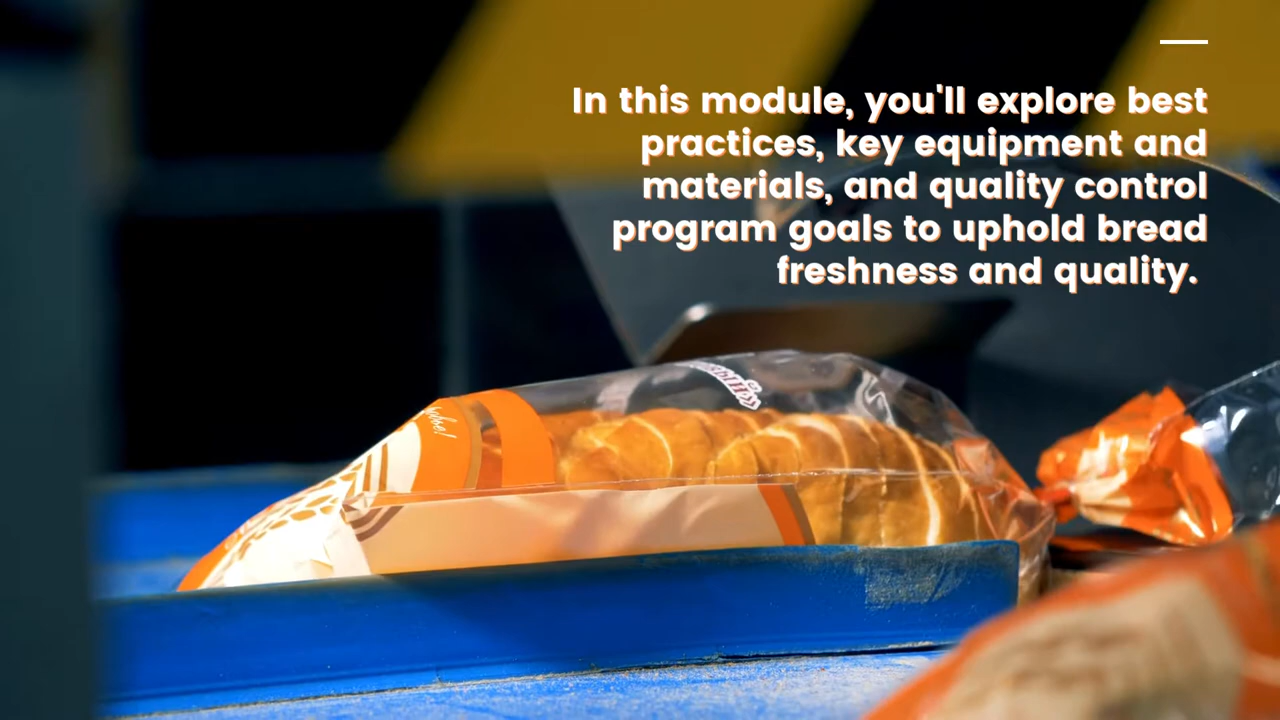 In this module, you'll explore best
practices, key equipment and
materials, and quality control
program goals to uphold bread
freshness and quality.